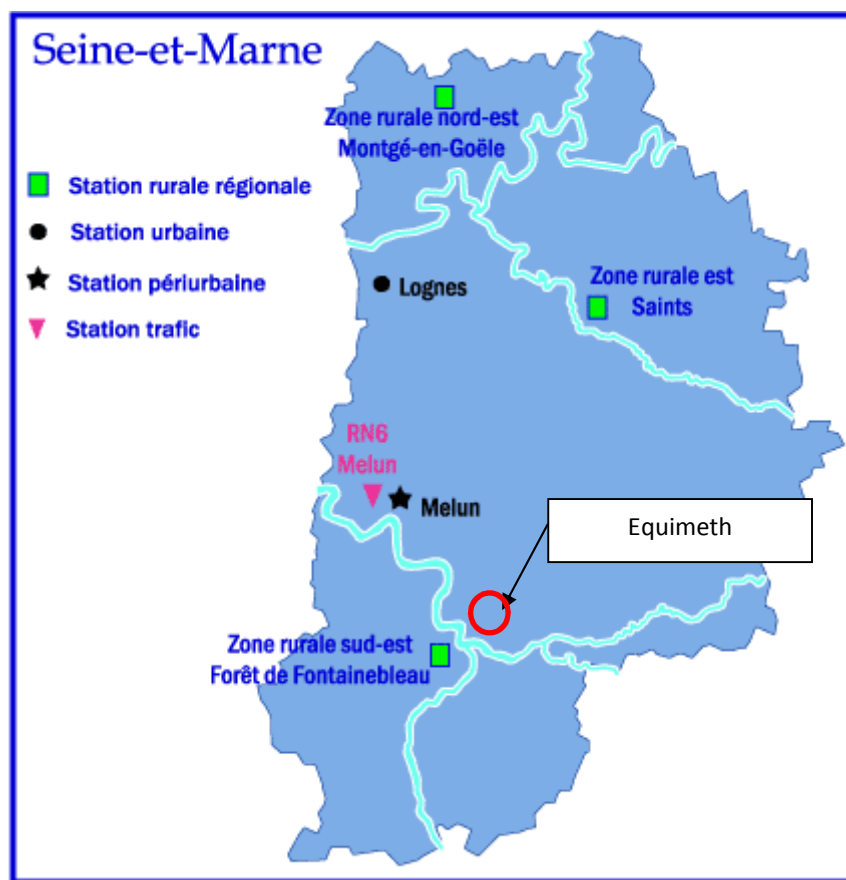 Seine-et-Marne
Station rurale régionale
Station urbaine
Station périurbaine
Station trafic
Zone rurale nord-est
Montgé-en-Goële
Lognes
Zone rurale est
Saints
RN6
Melun
Melun
Equimeth
Zone rurale sud-est
Forêt de Fontainebleau